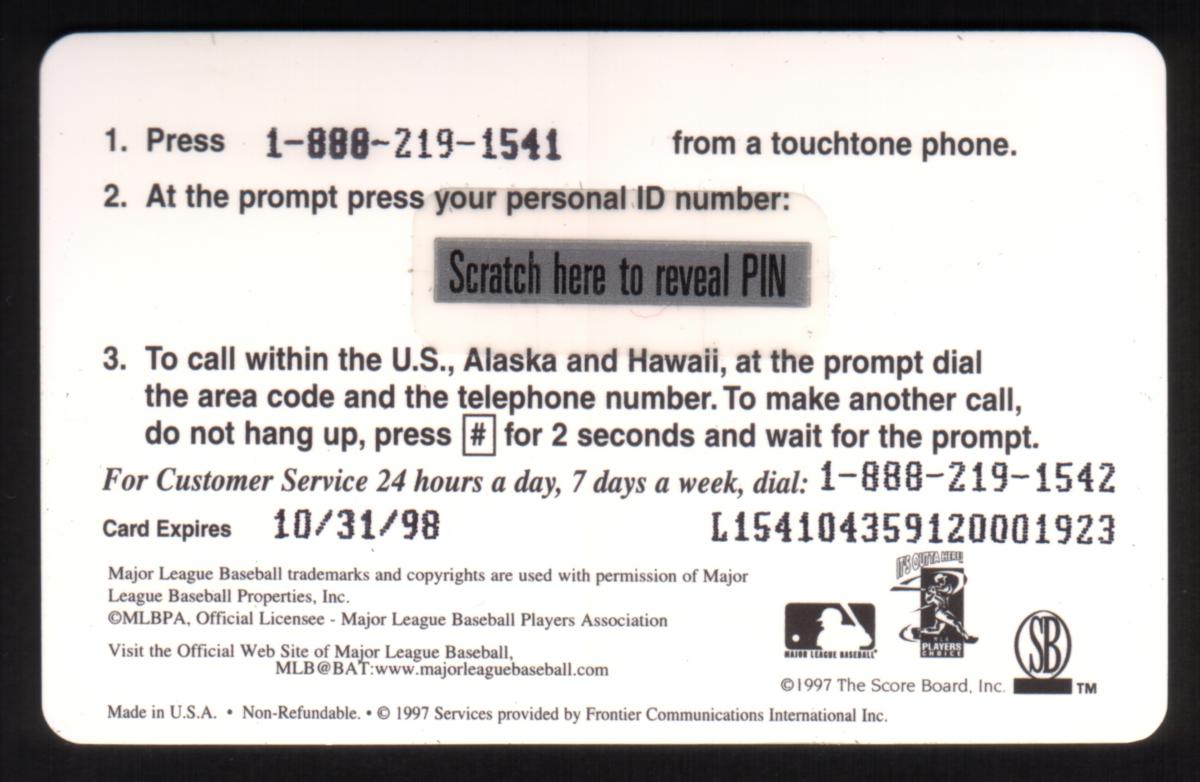 1. Press 1-888-219-1541 from a touchtone phone.
2. At the prompt press your personal ID number:
Scratch here to reveal PIN
3. To call within the U.S., Alaska and Hawaii, at the prompt dial
the area code and the telephone number. To make another call,
do not hang up, press # for 2 seconds and wait for the prompt.
For Customer Service 24 hours a day, 7 days a week, dial: 1-888-219-1542
Card Expires 10/31/98 L154104359120001923
Major League Baseball trademarks and copyrights are used with permission of Major
League Baseball Properties, Inc.
©MLBPA, Official Licensee - Major League Baseball Players Association
Visit the Official Web Site of Major League Baseball,
MLB@BAT:www.majorleaguebaseball.com
IT'S OUTTA HERE!
MAJOR LEAGUE BASEBALL
MLB
PLAYERS
CHOICE
SB
TM
©1997 The Score Board, Inc.
Made in U.S.A. • Non-Refundable. • © 1997 Services provided by Frontier Communications International Inc.